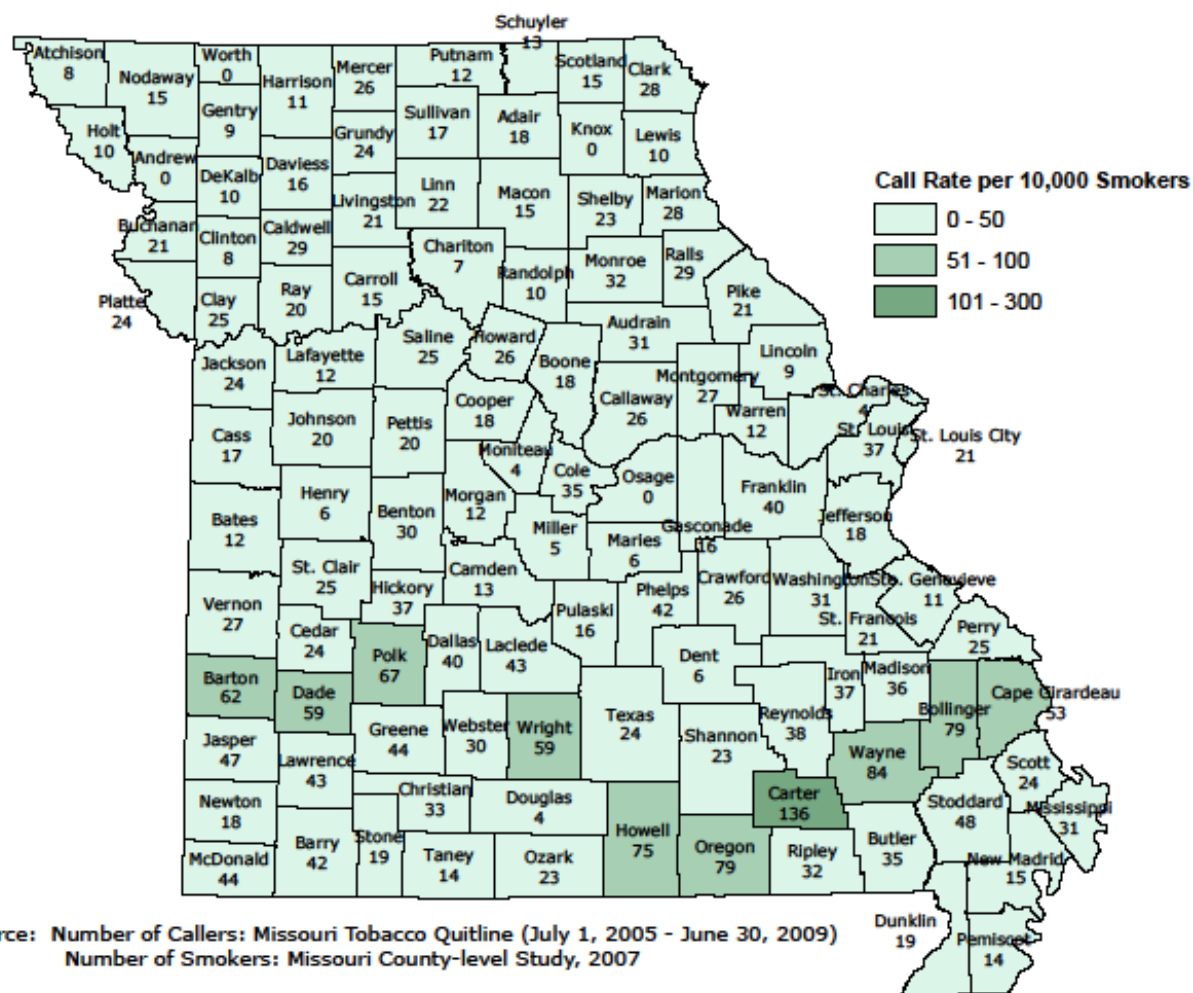 Schuyler
13
Atchison
8
Nodaway
15
Worth
0
Harrison
11
Mercer
26
Putnam
12
Scotland
15
Clark
28
Gentry
9
Sullivan
17
Adair
18
Knox
0
Lewis
10
Holt
10
Andrew
0
DeKalb
10
Daviess
16
Grundy
24
Livingston
21
Linn
22
Macon
15
Shelby
23
Marion
28
Call Rate per 10,000 Smokers
0 - 50
51 - 100
101 - 300
Buchanan
21
Clinton
8
Caldwell
29
Chariton
7
Randolph
10
Monroe
32
Ralls
29
Platte
24
Clay
25
Ray
20
Carroll
15
Pike
21
Jackson
24
Lafayette
12
Saline
25
Howard
26
Boone
18
Audrain
31
Lincoln
9
Montgomery
27
Callaway
26
Warren
12
St. Charles
4
St. Louis
37
St. Louis City
21
Cass
17
Johnson
20
Pettis
20
Cooper
18
Moniteau
4
Cole
35
Osage
0
Franklin
40
Jefferson
18
Gasconade
16
Bates
12
Henry
6
Benton
30
Morgan
12
Miller
5
Maries
6
St. Clair
25
Hickory
37
Camden
13
Pulaski
16
Phelps
42
Crawford
26
Washington
31
Ste. Genevieve
11
St. Francois
21
Perry
25
Vernon
27
Cedar
24
Polk
67
Dallas
40
Laclede
43
Dent
6
Iron
37
Madison
36
Bollinger
79
Cape Girardeau
53
Barton
62
Dade
59
Greene
44
Webster
30
Wright
59
Texas
24
Shannon
23
Reynolds
38
Wayne
84
Scott
24
Jasper
47
Lawrence
43
Christian
33
Douglas
4
Howell
75
Carter
136
Stoddard
48
Mississippi
31
Newton
18
Barry
42
Stone
19
Taney
14
Ozark
23
Oregon
79
Ripley
32
Butler
35
New Madrid
15
McDonald
44
Dunklin
19
Pemiscot
14
rce: Number of Callers: Missouri Tobacco Quitline (July 1, 2005 - June 30, 2009)
Number of Smokers: Missouri County-level Study, 2007